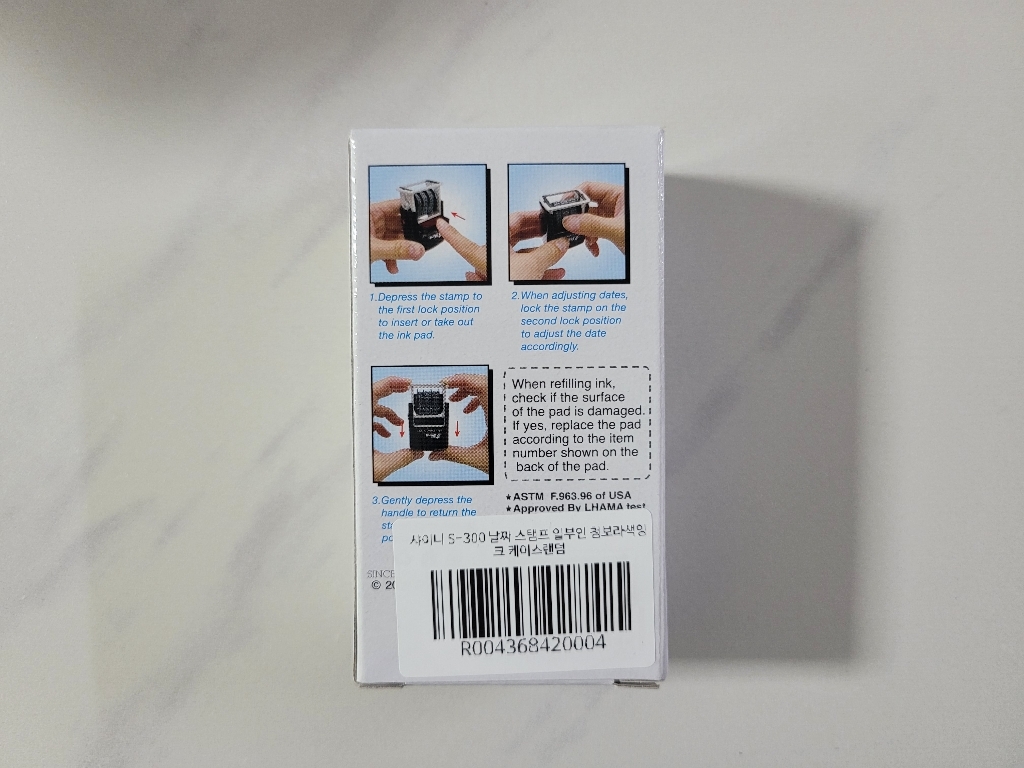 1.Depress the stamp to
the first lock position
to insert or take out
the ink pad.
2.When adjusting dates,
lock the stamp on the
second lock position
to adjust the date
accordingly.
When refilling ink,
check if the surface
of the pad is damaged.
If yes, replace the pad
according to the item
number shown on the
back of the pad.
3.Gently depress the
handle to return the
★ASTM F.963.96 of USA
★Approved By LHAMA test
샤이니 S-300 날짜 스탬프 일부인 청보라색잉
크 케이스랜덤
SINCE
© 20
R004368420004